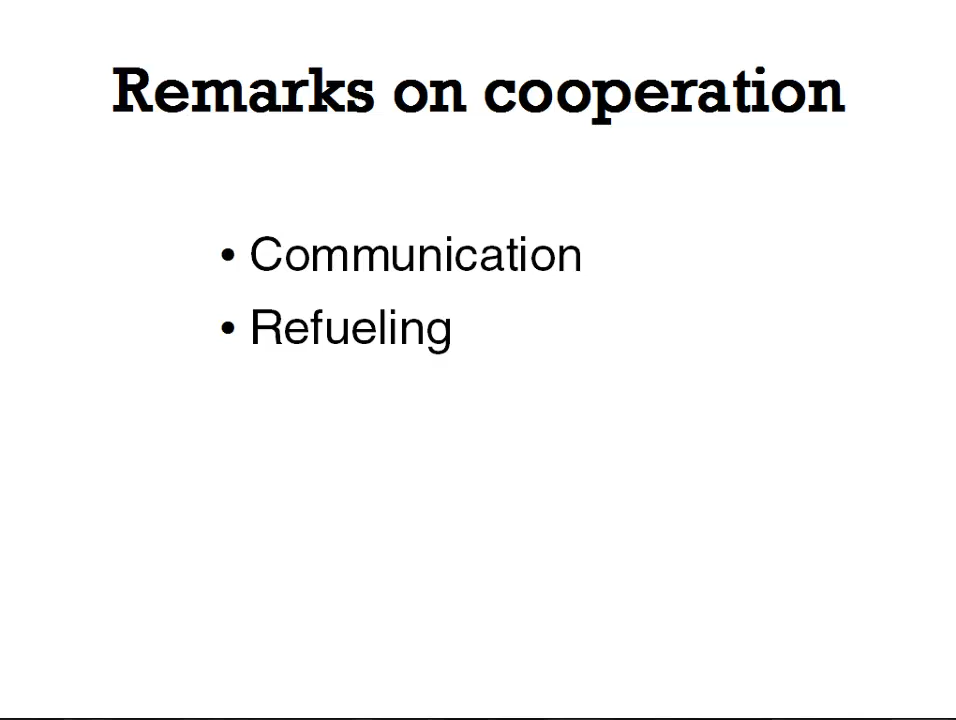 Remarks on cooperation
• Communication
• Refueling